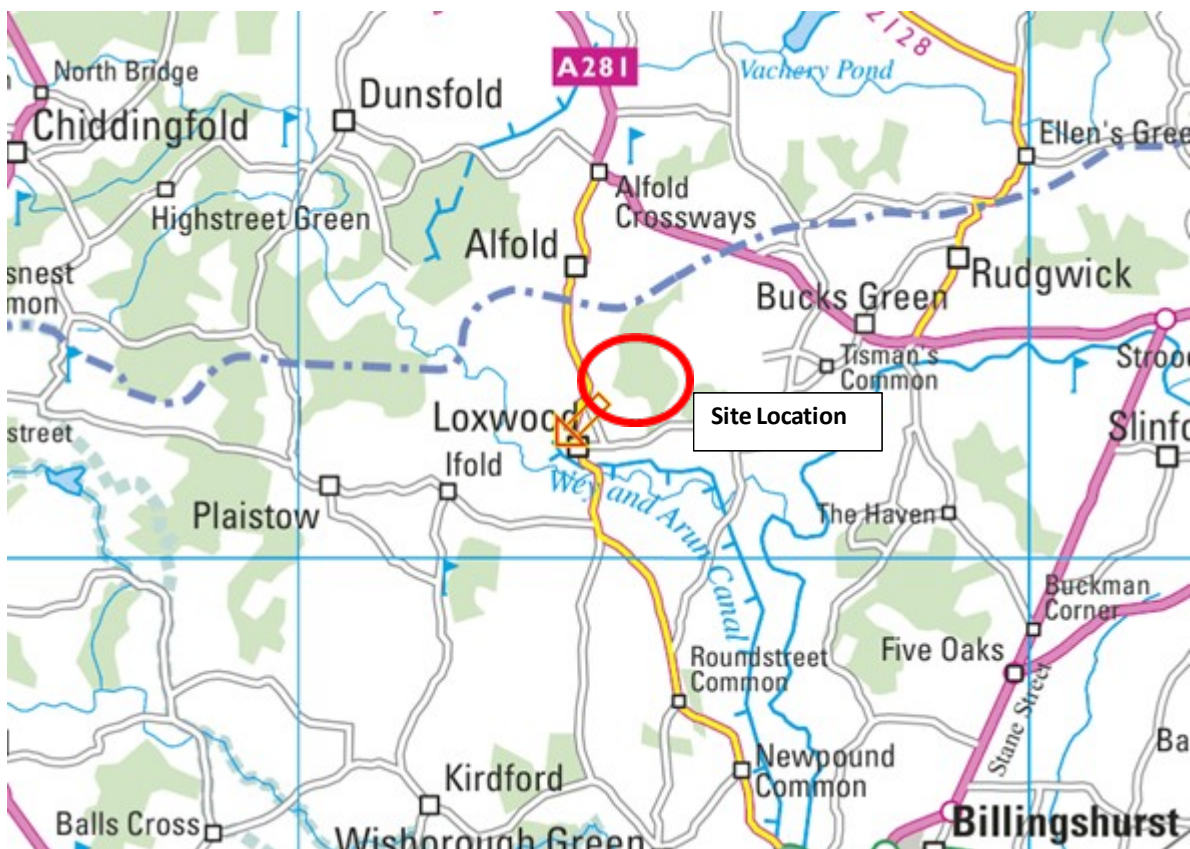 A281
2128
North Bridge
Vachery Pond
Dunsfold
Chiddingfold
Ellen's Gree
Alfold
Crossways
Highstreet Green
Alfold
Rudgwick
snest
mon
Bucks Green
Tisman's
Common
Stroo
Loxwood
Site Location
street
Slinfo
Ifold
Wey and Arun Canal
Plaistow
The Haven
Buckman
Corner
Five Oaks
Roundstreet
Common
Stane Street
Ba
Newpound
Common
Kirdford
Balls Cross
Wisborough Green
Billingshurst